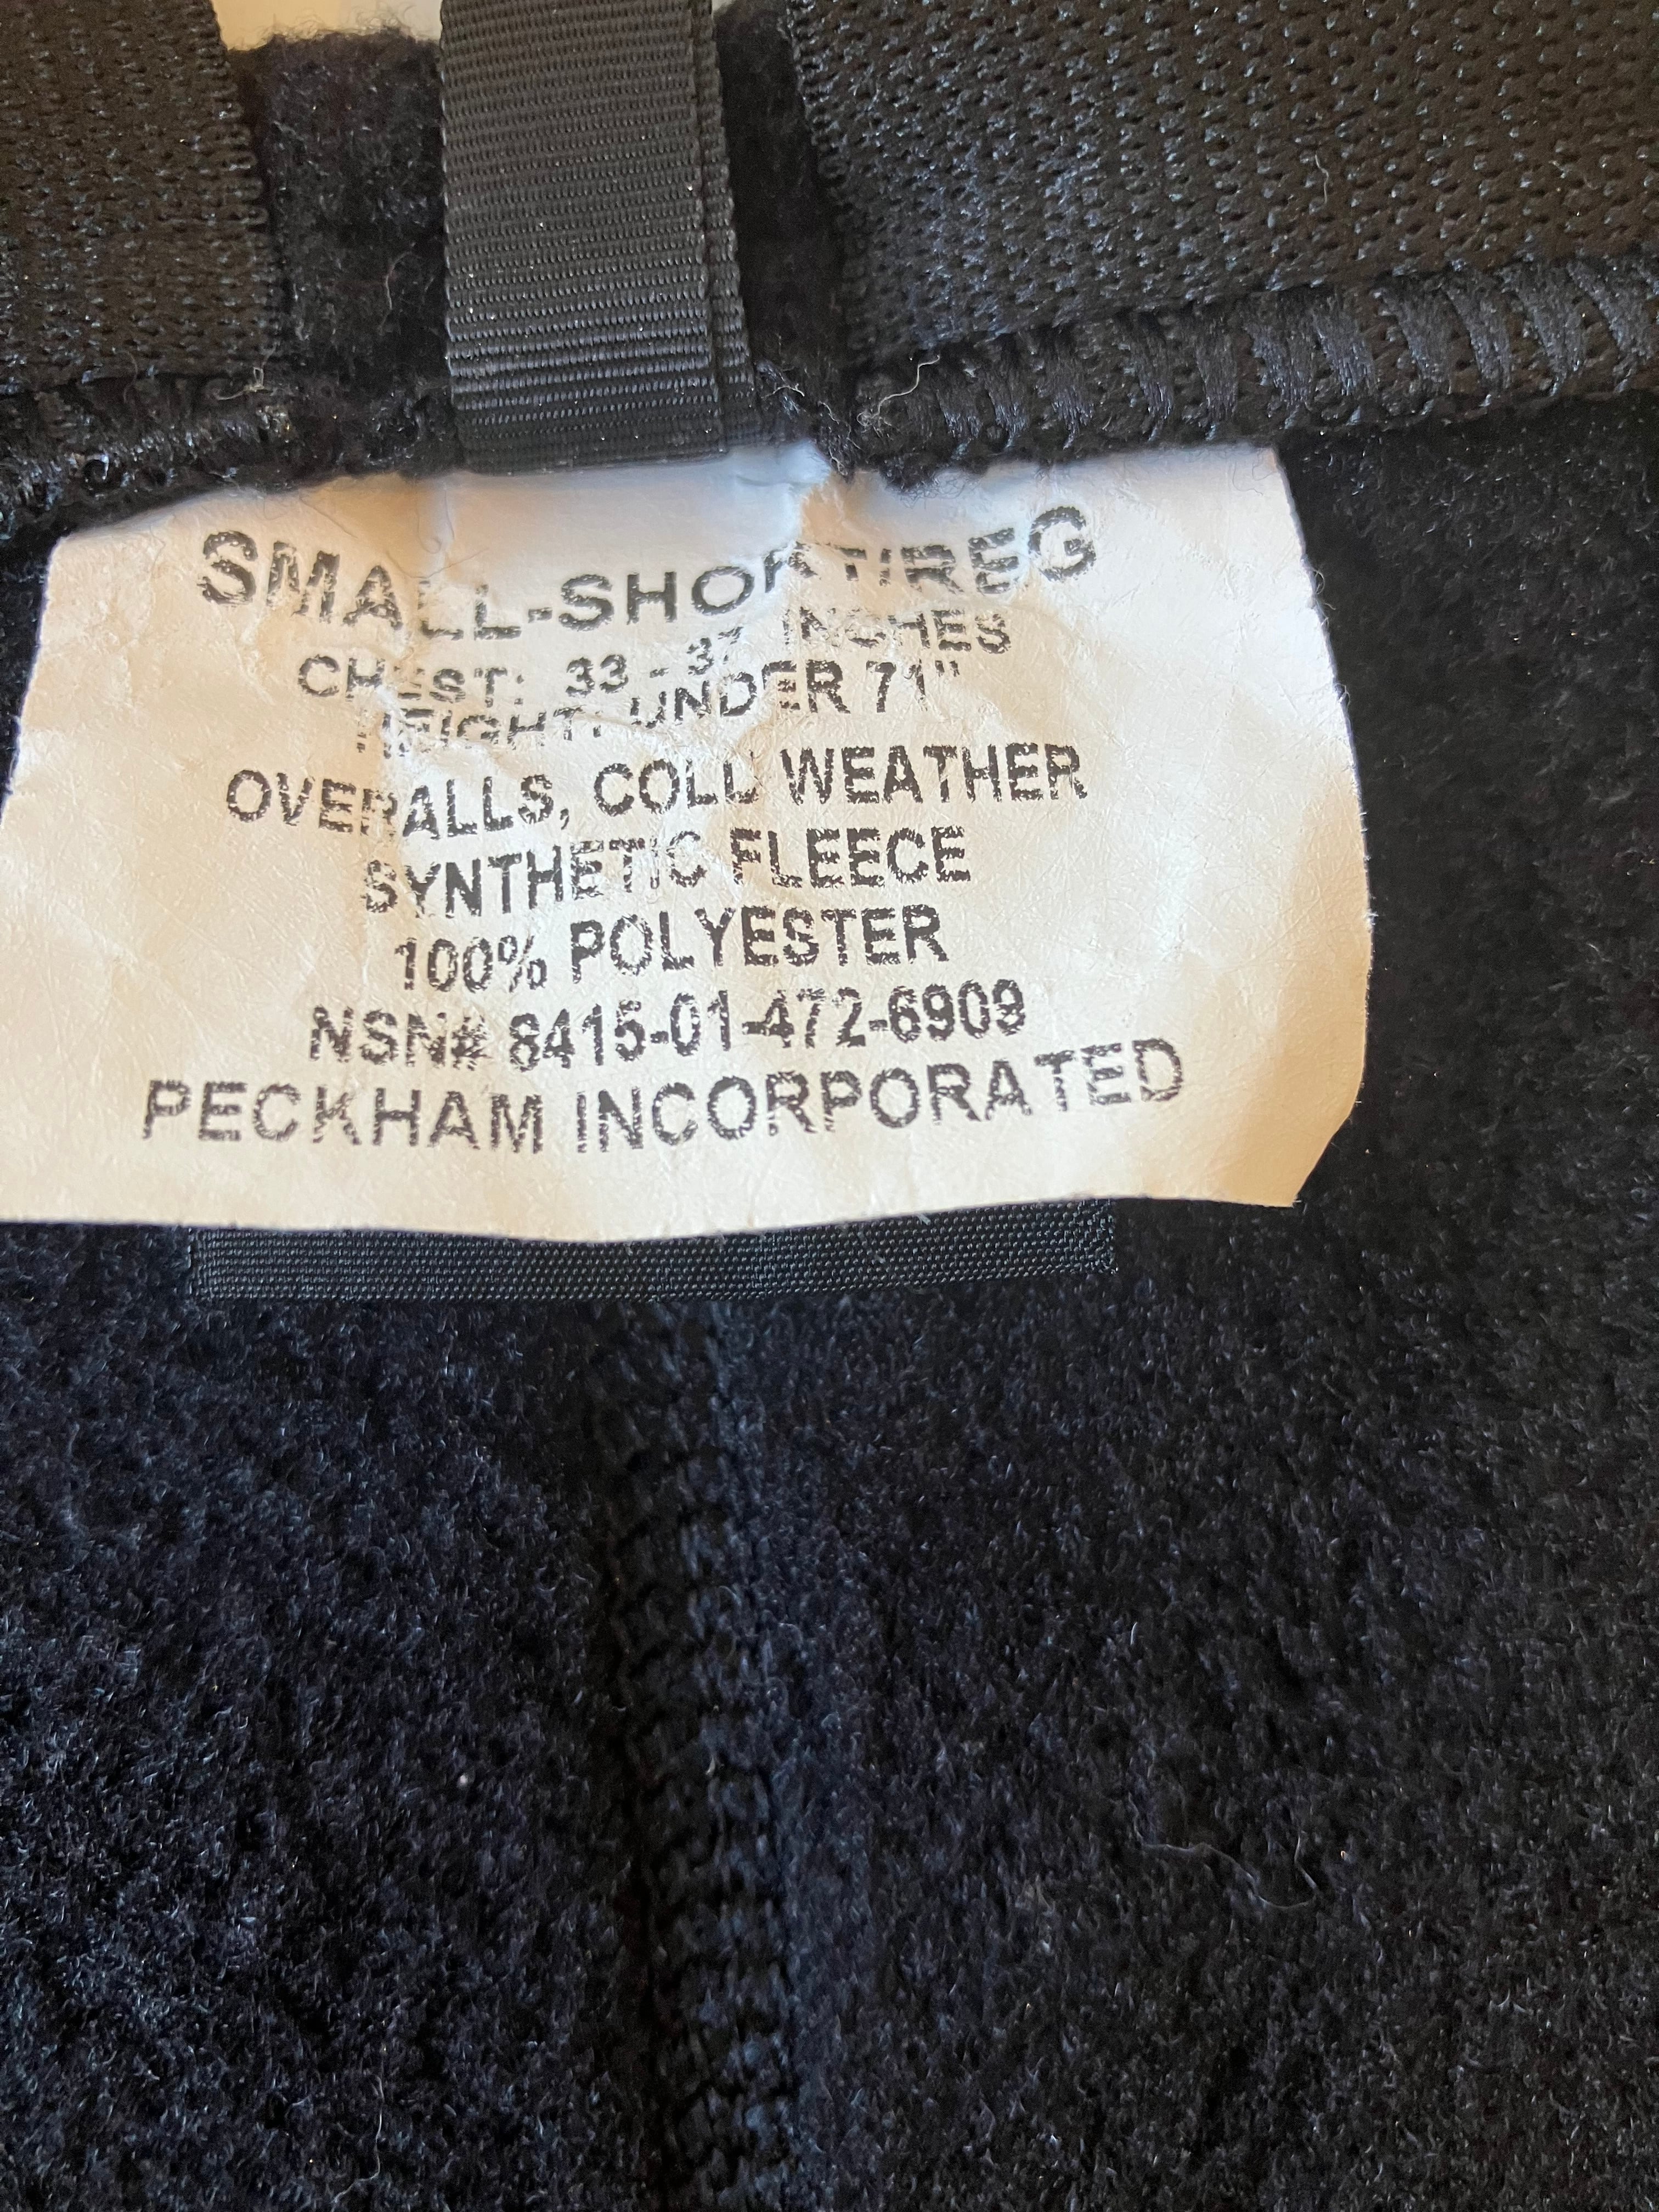 SMALL-SHORT/REG
CHEST: 33 - 37 INCHES
HEIGHT: UNDER 71"
OVERALLS, COLD WEATHER
SYNTHETIC FLEECE
100% POLYESTER
NSN# 8415-01-472-6909
PECKHAM INCORPORATED